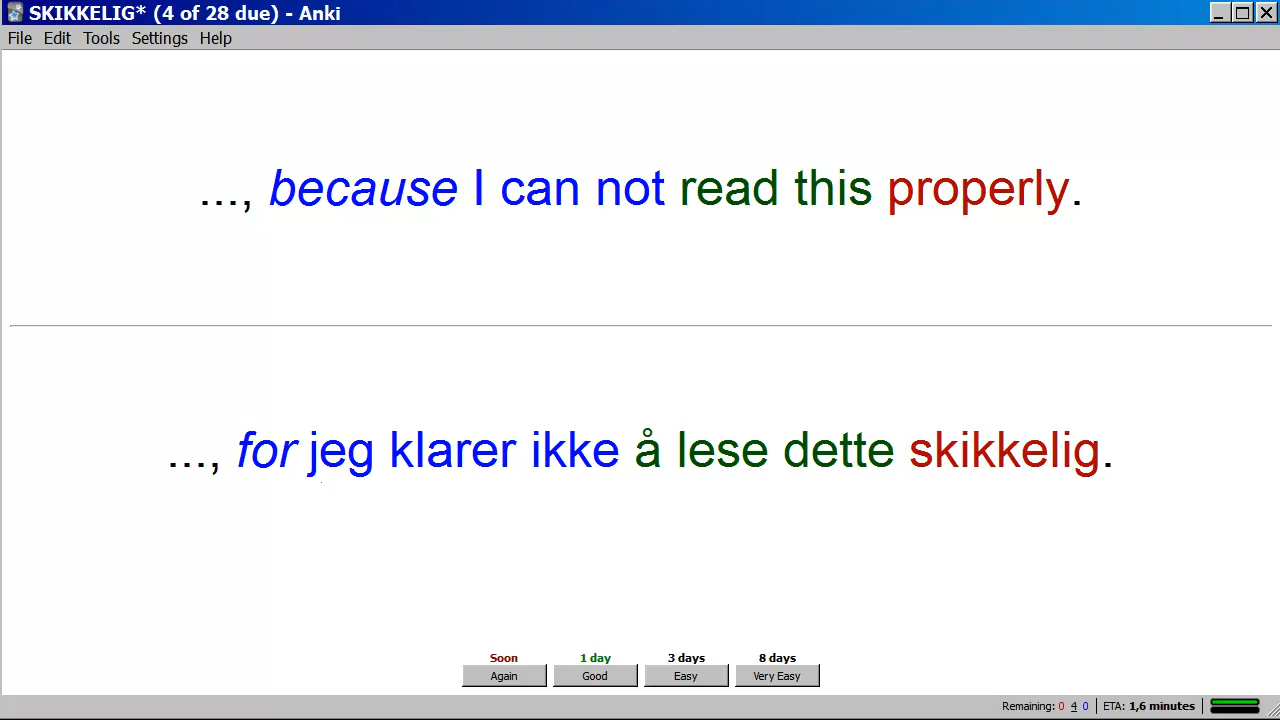 SKIKKELIG* (4 of 28 due) - Anki
File Edit Tools Settings Help
..., because I can not read this properly.
..., for jeg klarer ikke å lese dette skikkelig.
Soon 1 day 3 days 8 days
Again Good Easy Very Easy
Remaining: 0 4 0 ETA: 1,6 minutes